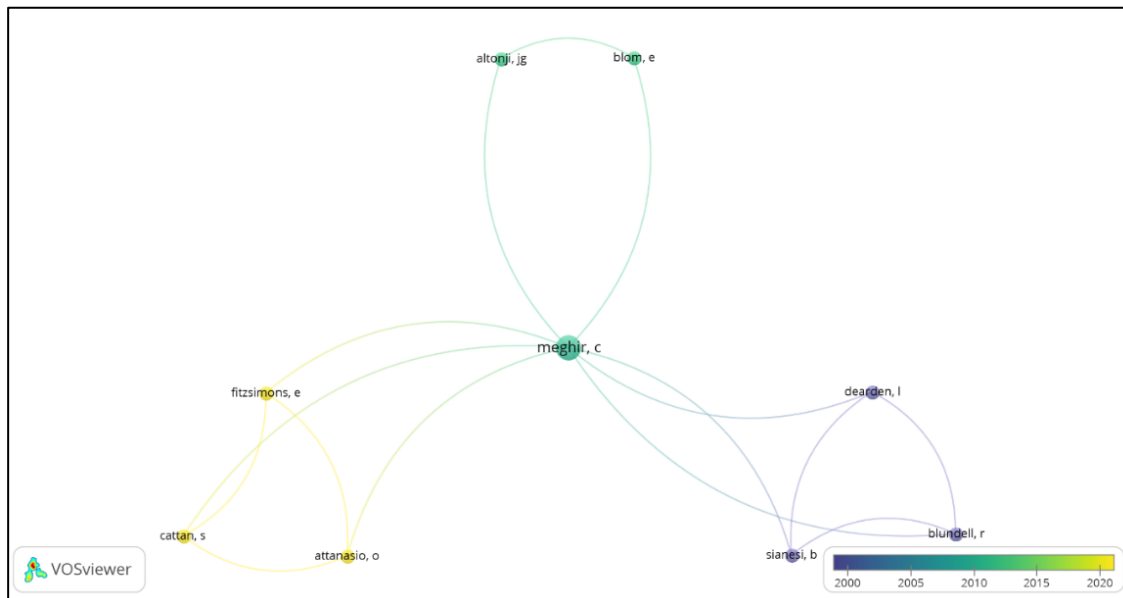 altonji, jg
blom, e
meghir, c
fitzsimons, e
dearden, l
cattan, s
attanasio, o
sianesi, b
blundell, r
VOSviewer
2000 2005 2010 2015 2020